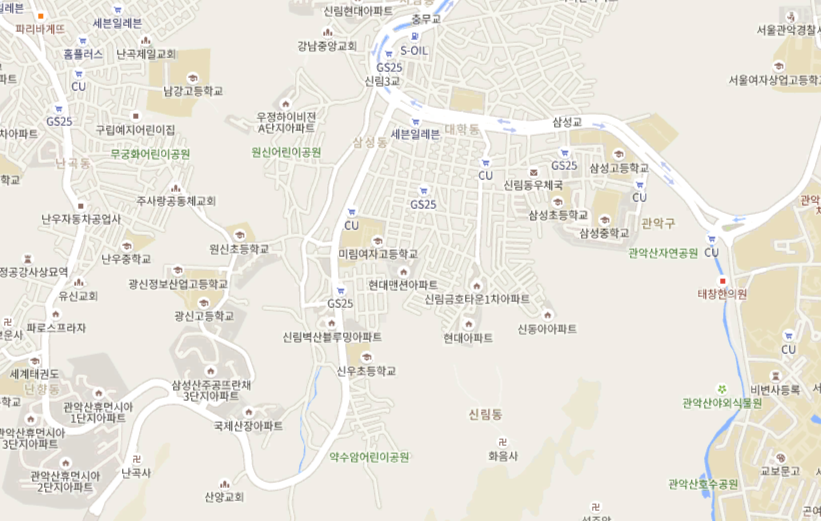 세븐일레븐
신림현대아파트
충무교
파리바게뜨
세븐일레븐
강남중앙교회
S-OIL
서울관악경찰서
홈플러스
난곡제일교회
GS25
신림3교
CU
남강고등학교
서울여자상업고등학교
GS25
우정하이비젼
A단지아파트
구립예지어린이집
세븐일레븐
대학동
삼성교
삼성동
무궁화어린이공원
원신어린이공원
난곡동
CU
GS25
삼성고등학교
신림동우체국
주사랑공동체교회
GS25
CU
난우자동차공업사
CU
삼성초등학교
삼성중학교
관악구
난우중학교
원신초등학교
미림여자고등학교
관악산자연공원
CU
정공강사상묘역
광신정보산업고등학교
현대맨션아파트
유신교회
GS25
신림금호타운1차아파트
태창한의원
광신고등학교
파로스프라자
신림벽산블루밍아파트
현대아파트
신동아아파트
CU
세계태권도
난향동
삼성산주공뜨란채
3단지아파트
신우초등학교
비변사등록
관악산휴먼시아
1단지아파트
국제산장아파트
신림동
관악산야외식물원
관악산휴먼시아
3단지아파트
약수암어린이공원
화음사
난곡사
관악산휴먼시아
2단지아파트
산양교회
교보문고
관악산호수공원